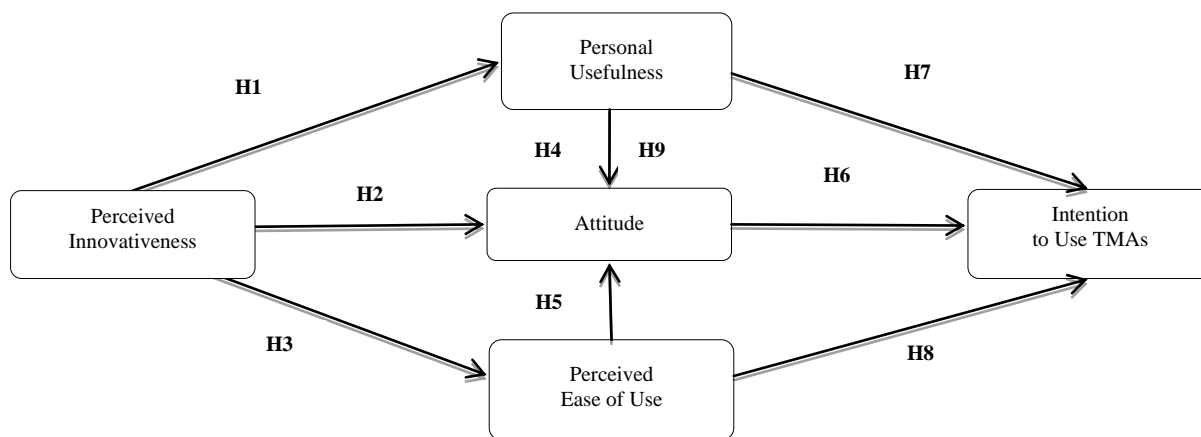 Personal
Usefulness
H1
H7
H4
H9
H2
H6
Perceived
Innovativeness
Attitude
Intention
to Use TMAs
H5
H3
H8
Perceived
Ease of Use